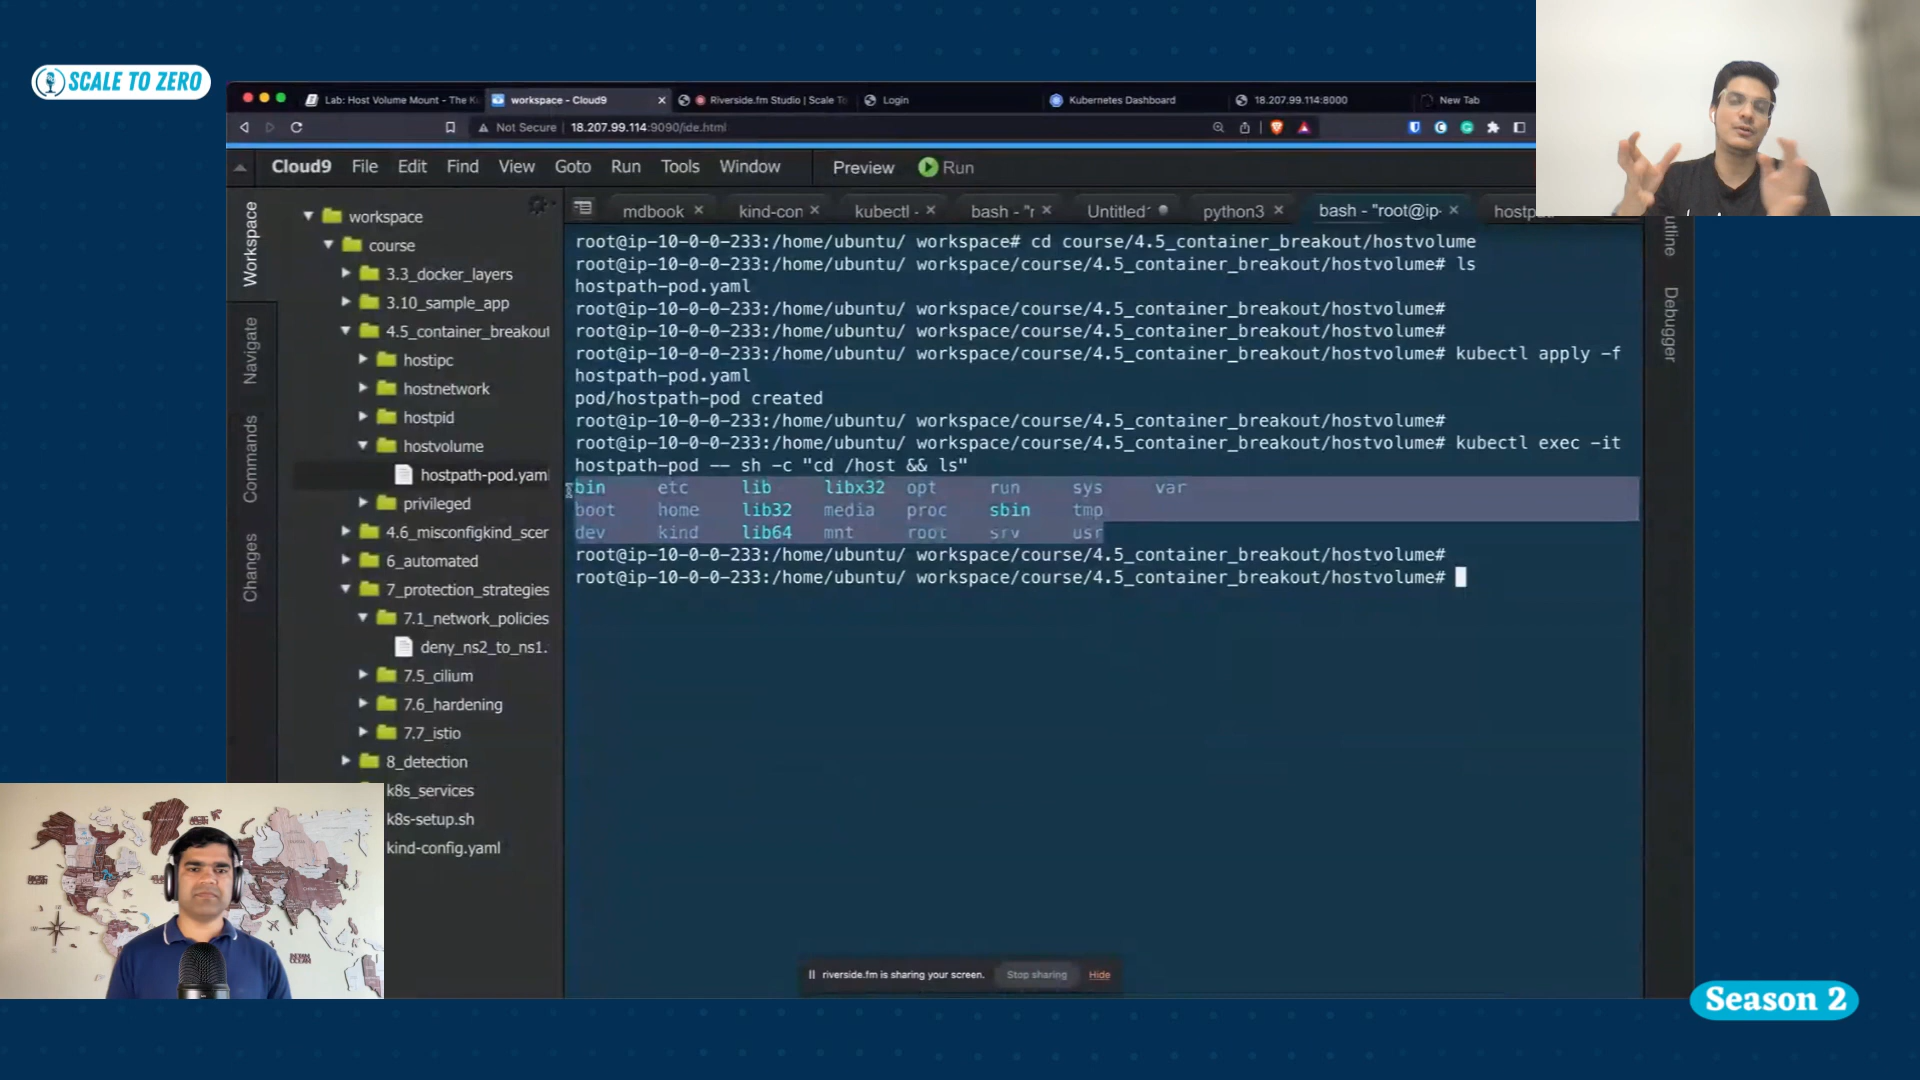 SCALE TO ZERO
Lab: Host Volume Mount - The K
workspace - Cloud9
Riverside.fm Studio | Scale To
Login
Kubernetes Dashboard
18.207.99.114:8000
New Tab
Not Secure
18.207.99.114:9090/ide.html
Cloud9 File Edit Find View Goto Run Tools Window Preview Run
mdbook
kind-con
kubectl -
bash - "r
Untitled
python3
bash - "root@ip-
hostp
Workspace
Navigate
Commands
Changes
utline
Debugger
workspace
course
3.3_docker_layers
3.10_sample_app
4.5_container_breakout
hostipc
hostnetwork
hostpid
hostvolume
hostpath-pod.yaml
privileged
4.6_misconfigkind_scer
6_automated
7_protection_strategies
7.1_network_policies
deny_ns2_to_ns1.
7.5_cilium
7.6_hardening
7.7_istio
8_detection
k8s_services
k8s-setup.sh
kind-config.yaml
root@ip-10-0-0-233:/home/ubuntu/ workspace# cd course/4.5_container_breakout/hostvolume
root@ip-10-0-0-233:/home/ubuntu/ workspace/course/4.5_container_breakout/hostvolume# ls
hostpath-pod.yaml
root@ip-10-0-0-233:/home/ubuntu/ workspace/course/4.5_container_breakout/hostvolume#
root@ip-10-0-0-233:/home/ubuntu/ workspace/course/4.5_container_breakout/hostvolume#
root@ip-10-0-0-233:/home/ubuntu/ workspace/course/4.5_container_breakout/hostvolume# kubectl apply -f
hostpath-pod.yaml
pod/hostpath-pod created
root@ip-10-0-0-233:/home/ubuntu/ workspace/course/4.5_container_breakout/hostvolume#
root@ip-10-0-0-233:/home/ubuntu/ workspace/course/4.5_container_breakout/hostvolume# kubectl exec -it
hostpath-pod -- sh -c "cd /host && ls"
bin etc lib libx32 opt run sys var
boot home lib32 media proc sbin tmp
dev kind lib64 mnt root srv usr
root@ip-10-0-0-233:/home/ubuntu/ workspace/course/4.5_container_breakout/hostvolume#
root@ip-10-0-0-233:/home/ubuntu/ workspace/course/4.5_container_breakout/hostvolume#
riverside.fm is sharing your screen. Stop sharing Hide
Season 2